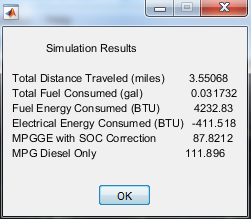 Simulation Results
Total Distance Traveled (miles) 3.55068
Total Fuel Consumed (gal) 0.031732
Fuel Energy Consumed (BTU) 4232.83
Electrical Energy Consumed (BTU) -411.518
MPGGE with SOC Correction 87.8212
MPG Diesel Only 111.896
OK